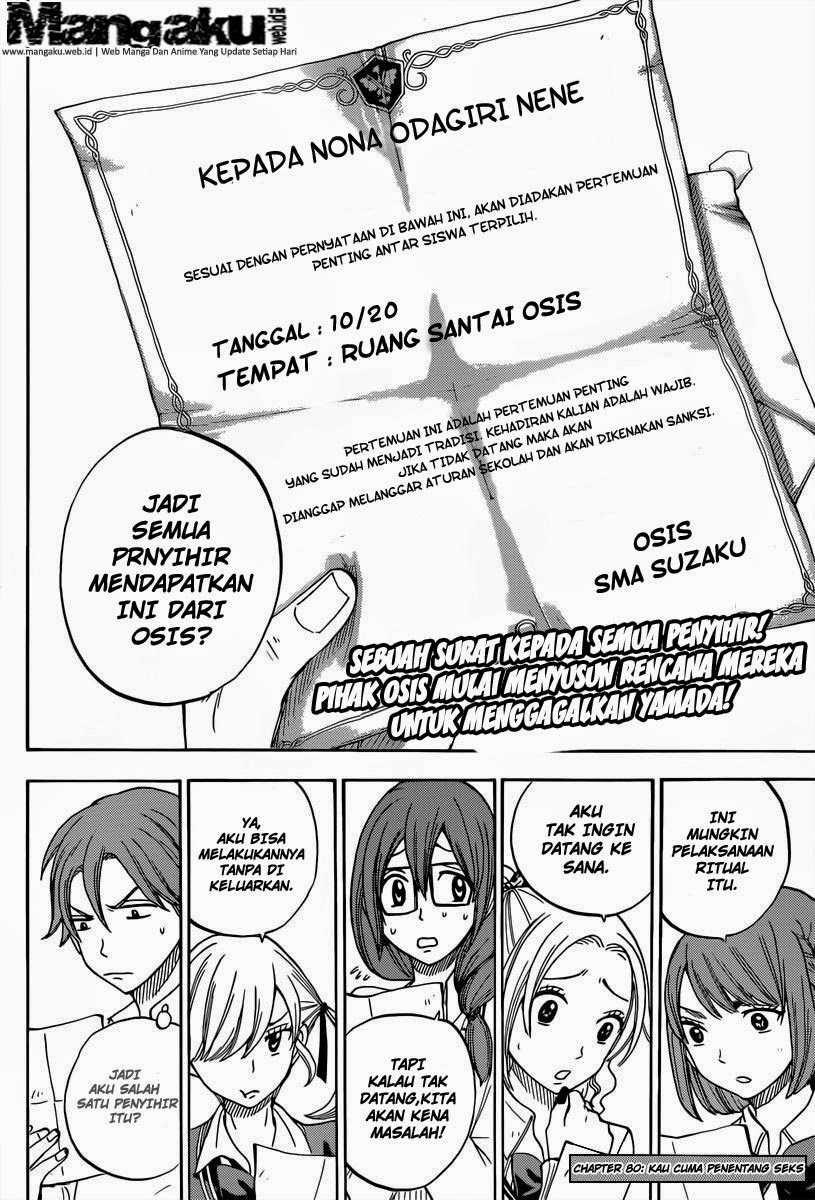 Mangaku
web.id
www.mangaku.web.id | Web Manga Dan Anime Yang Update Setiap Hari
KEPADA NONA ODAGIRI NENE
SESUAI DENGAN PERNYATAAN DI BAWAH INI, AKAN DIADAKAN PERTEMUAN
PENTING ANTAR SISWA TERPILIH.
TANGGAL : 10/20
TEMPAT : RUANG SANTAI OSIS
PERTEMUAN INI ADALAH PERTEMUAN PENTING
YANG SUDAH MENJADI TRADISI. KEHADIRAN KALIAN ADALAH WAJIB.
JIKA TIDAK DATANG MAKA AKAN
DIANGGAP MELANGGAR ATURAN SEKOLAH DAN AKAN DIKENAKAN SANKSI.
OSIS
SMA SUZAKU
JADI
SEMUA
PRNYIHIR
MENDAPATKAN
INI DARI
OSIS?
SEBUAH SURAT KEPADA SEMUA PENYIHIR!
PIHAK OSIS MULAI MENYUSUN RENCANA MEREKA
UNTUK MENGGAGALKAN YAMADA!
INI
MUNGKIN
PELAKSANAAN
RITUAL
ITU.
AKU
TAK INGIN
DATANG KE
SANA.
TAPI
KALAU TAK
DATANG,KITA
AKAN KENA
MASALAH!
YA,
AKU BISA
MELAKUKANNYA
TANPA DI
KELUARKAN.
JADI
AKU SALAH
SATU PENYIHIR
ITU?
CHAPTER 80: KAU CUMA PENENTANG SEKS